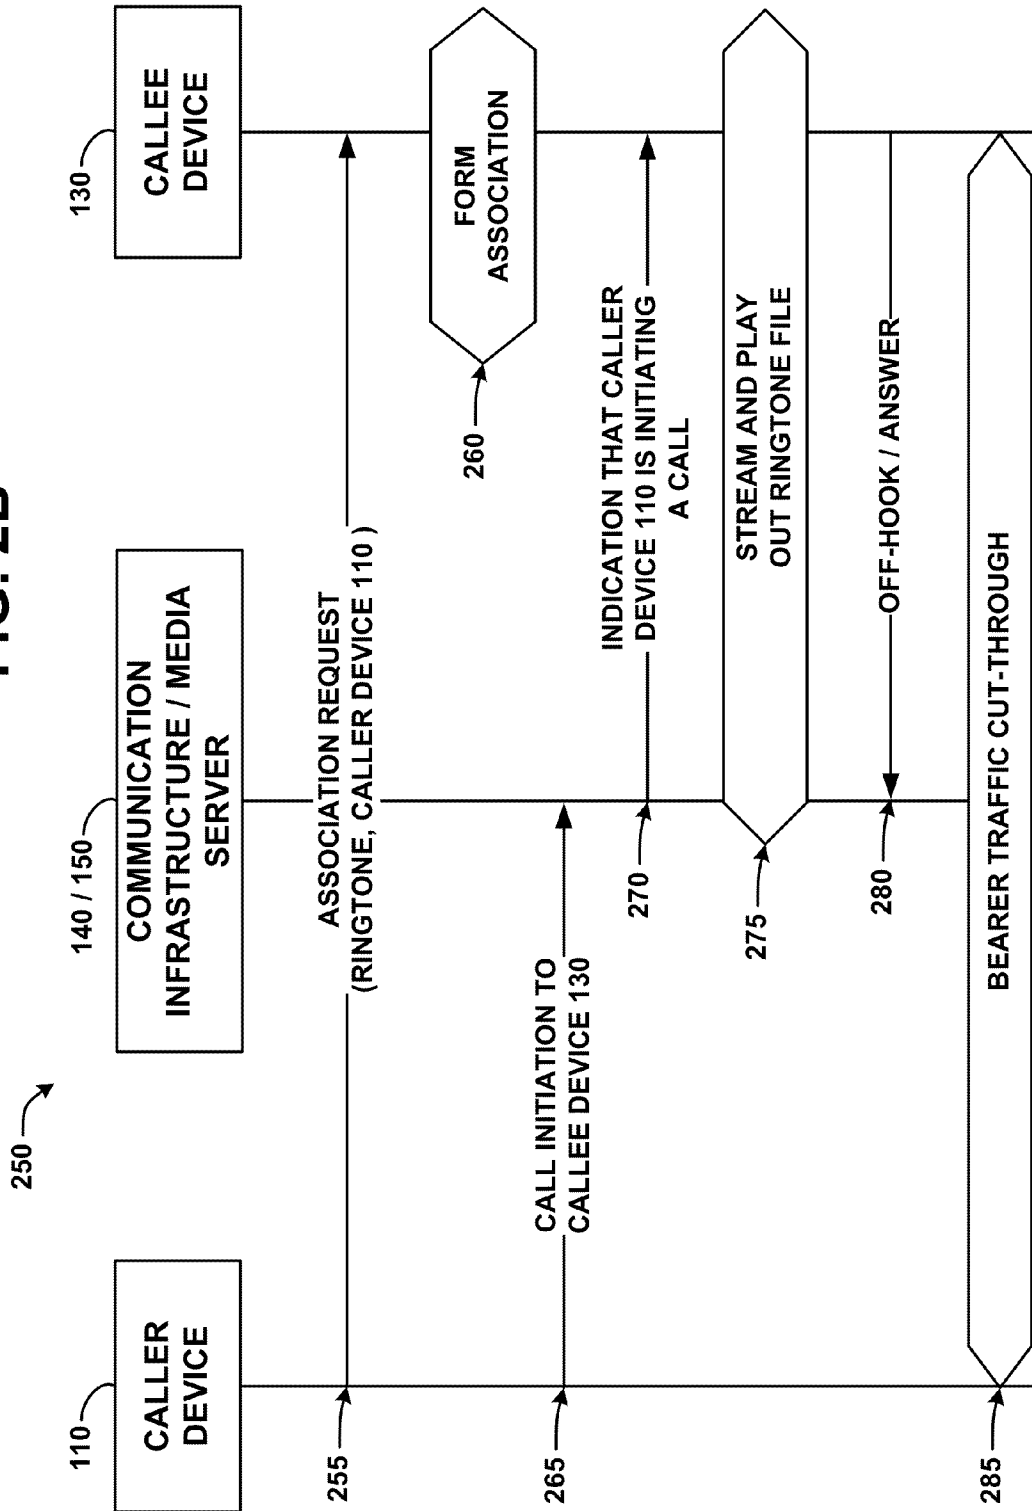 FIG. 2B
250
110
CALLER
DEVICE
140 / 150
COMMUNICATION
INFRASTRUCTURE / MEDIA
SERVER
130
CALLEE
DEVICE
255
ASSOCIATION REQUEST
(RINGTONE, CALLER DEVICE 110 )
260
FORM
ASSOCIATION
265
CALL INITIATION TO
CALLEE DEVICE 130
270
INDICATION THAT CALLER
DEVICE 110 IS INITIATING
A CALL
275
STREAM AND PLAY
OUT RINGTONE FILE
280
OFF-HOOK / ANSWER
285
BEARER TRAFFIC CUT-THROUGH